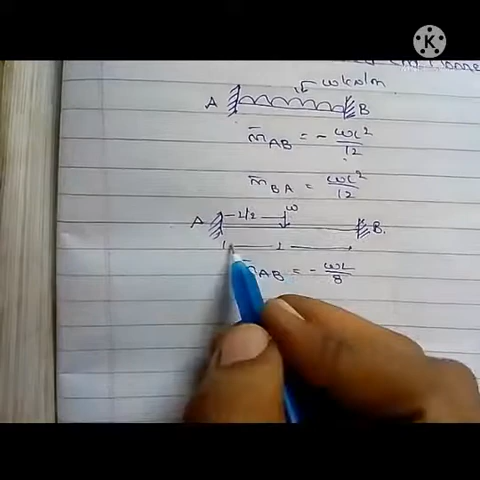 K
w kN/m
A B
M̄AB = - wL²/12
M̄BA = wL²/12
L/2 w
A B.
L
M̄AB = - wL/8